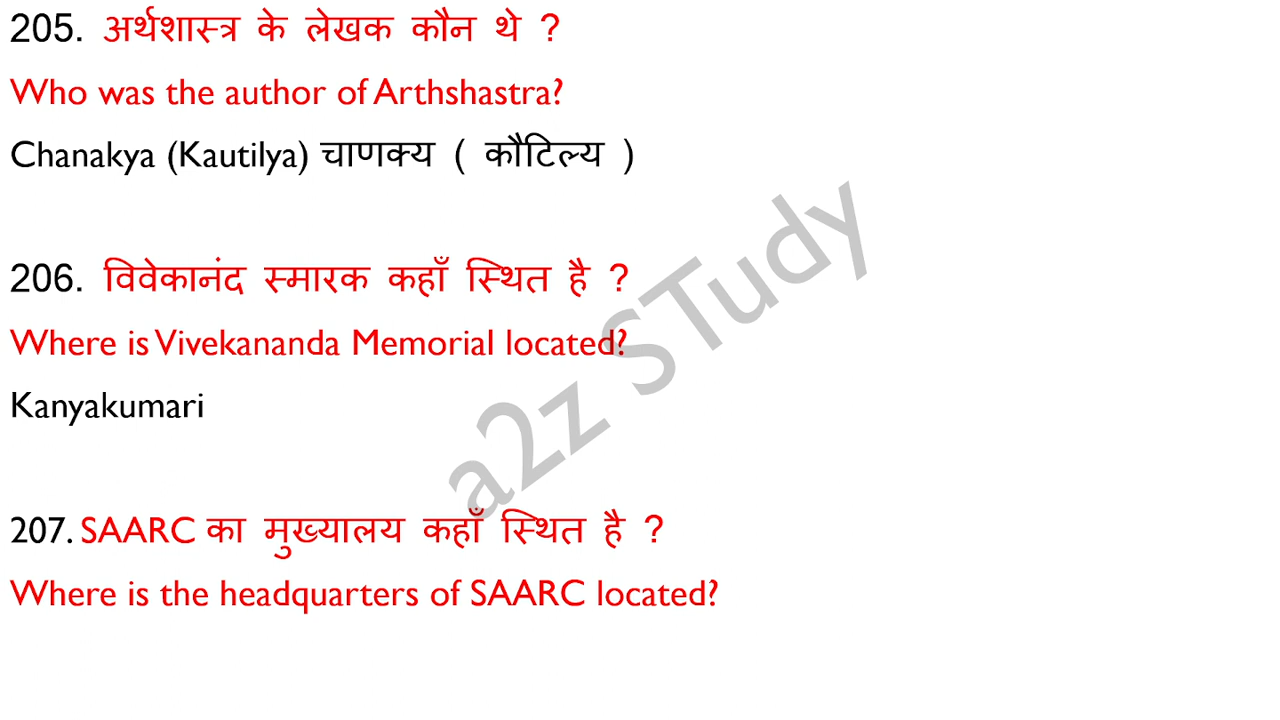 205. अर्थशास्त्र के लेखक कौन थे ?
Who was the author of Arthshastra?
Chanakya (Kautilya) चाणक्य ( कौटिल्य )
206. विवेकानंद स्मारक कहाँ स्थित है ?
Where is Vivekananda Memorial located?
Kanyakumari
207. SAARC का मुख्यालय कहाँ स्थित है ?
Where is the headquarters of SAARC located?
a2z STudy